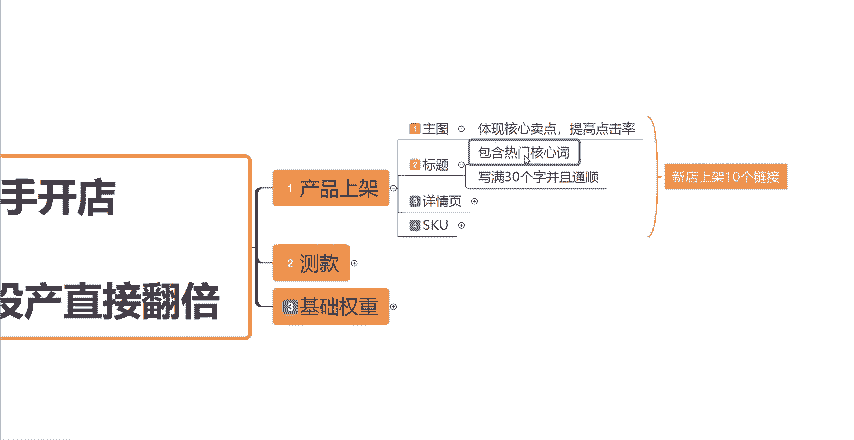 手开店
投产直接翻倍
1 产品上架
1 主图
体现核心卖点，提高点击率
2 标题
包含热门核心词
写满30个字并且通顺
3 详情页
4 SKU
新店上架10个链接
2 测款
3 基础权重